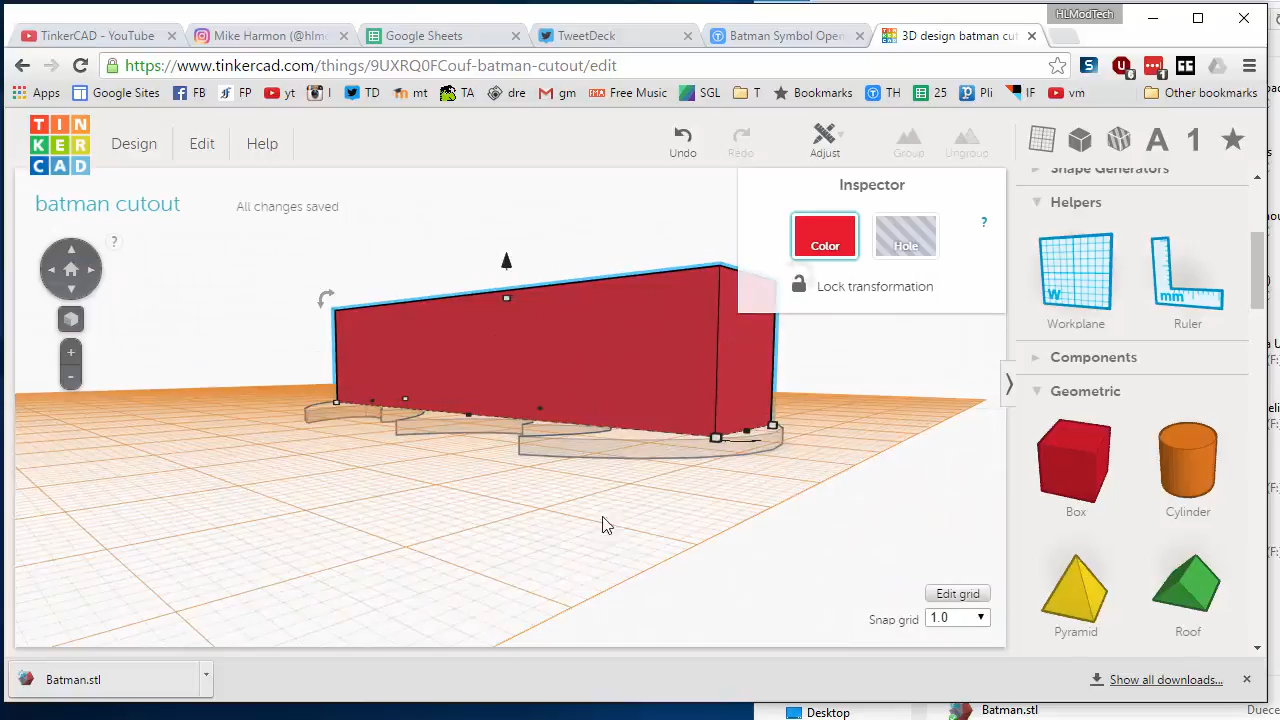 HLModTech
TinkerCAD - YouTube
Mike Harmon (@hlm
Google Sheets
TweetDeck
Batman Symbol Open
3D design batman cut
https://www.tinkercad.com/things/9UXRQ0FCouf-batman-cutout/edit
Apps
Google Sites
FB
FP
yt
I
TD
mt
TA
dre
gm
Free Music
SGL
T
Bookmarks
TH
25
Pli
IF
vm
Other bookmarks
TIN
KER
CAD
Design
Edit
Help
Undo
Redo
Adjust
Group
Ungroup
batman cutout
All changes saved
?
Inspector
Color
Hole
?
Lock transformation
Shape Generators
Helpers
W
mm
Workplane
Ruler
Components
Geometric
Box
Cylinder
Pyramid
Roof
Edit grid
Snap grid
1.0
Batman.stl
Show all downloads...
Desktop
Batman.stl
Duece